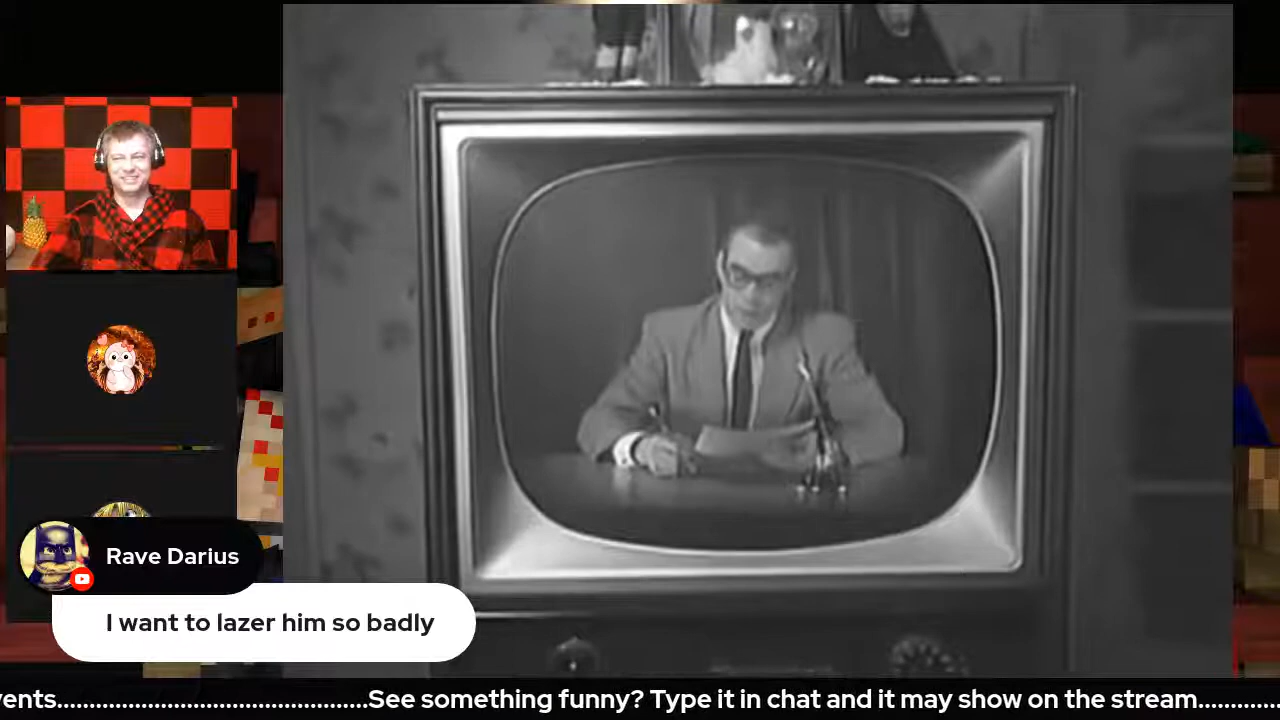 Rave Darius
I want to lazer him so badly
vents..................................................See something funny? Type it in chat and it may show on the stream.............